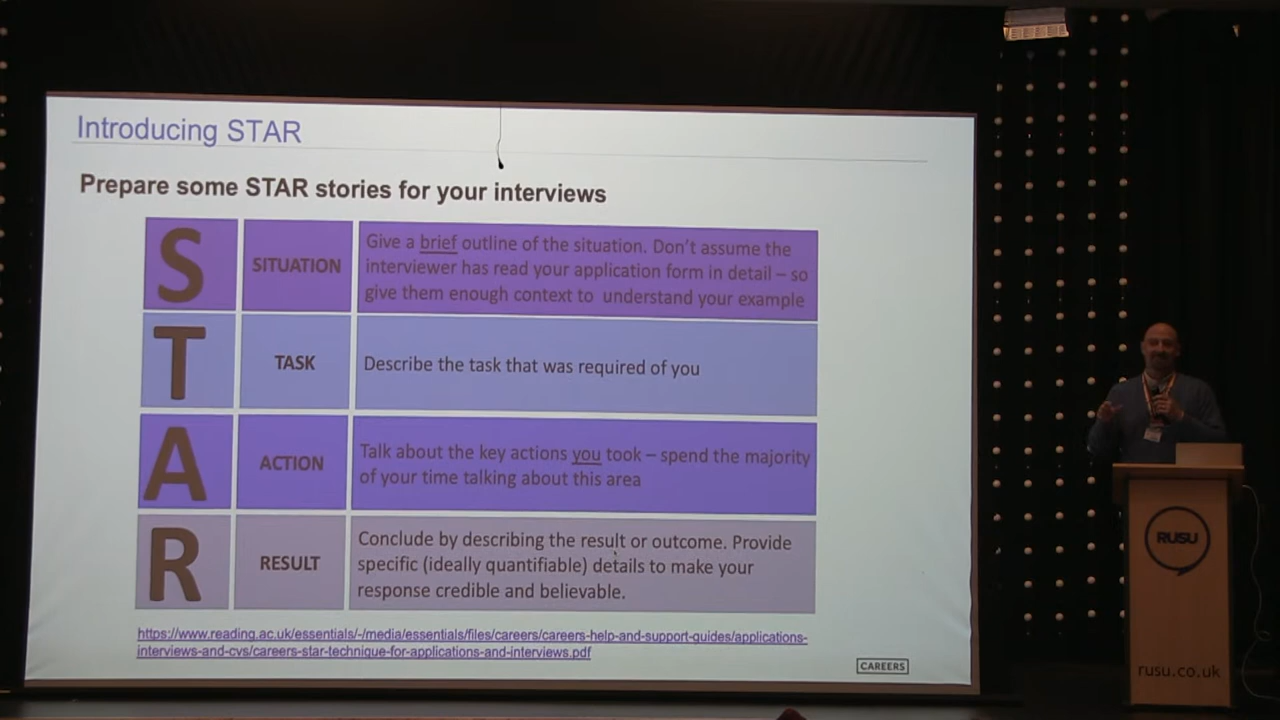 Introducing STAR
Prepare some STAR stories for your interviews
S
SITUATION
Give a brief outline of the situation. Don't assume the
interviewer has read your application form in detail – so
give them enough context to understand your example
T
TASK
Describe the task that was required of you
A
ACTION
Talk about the key actions you took – spend the majority
of your time talking about this area
R
RESULT
Conclude by describing the result or outcome. Provide
specific (ideally quantifiable) details to make your
response credible and believable.
https://www.reading.ac.uk/essentials/-/media/essentials/files/careers/careers-help-and-support-guides/applications-
interviews-and-cvs/careers-star-technique-for-applications-and-interviews.pdf
CAREERS
RUSU
rusu.co.uk